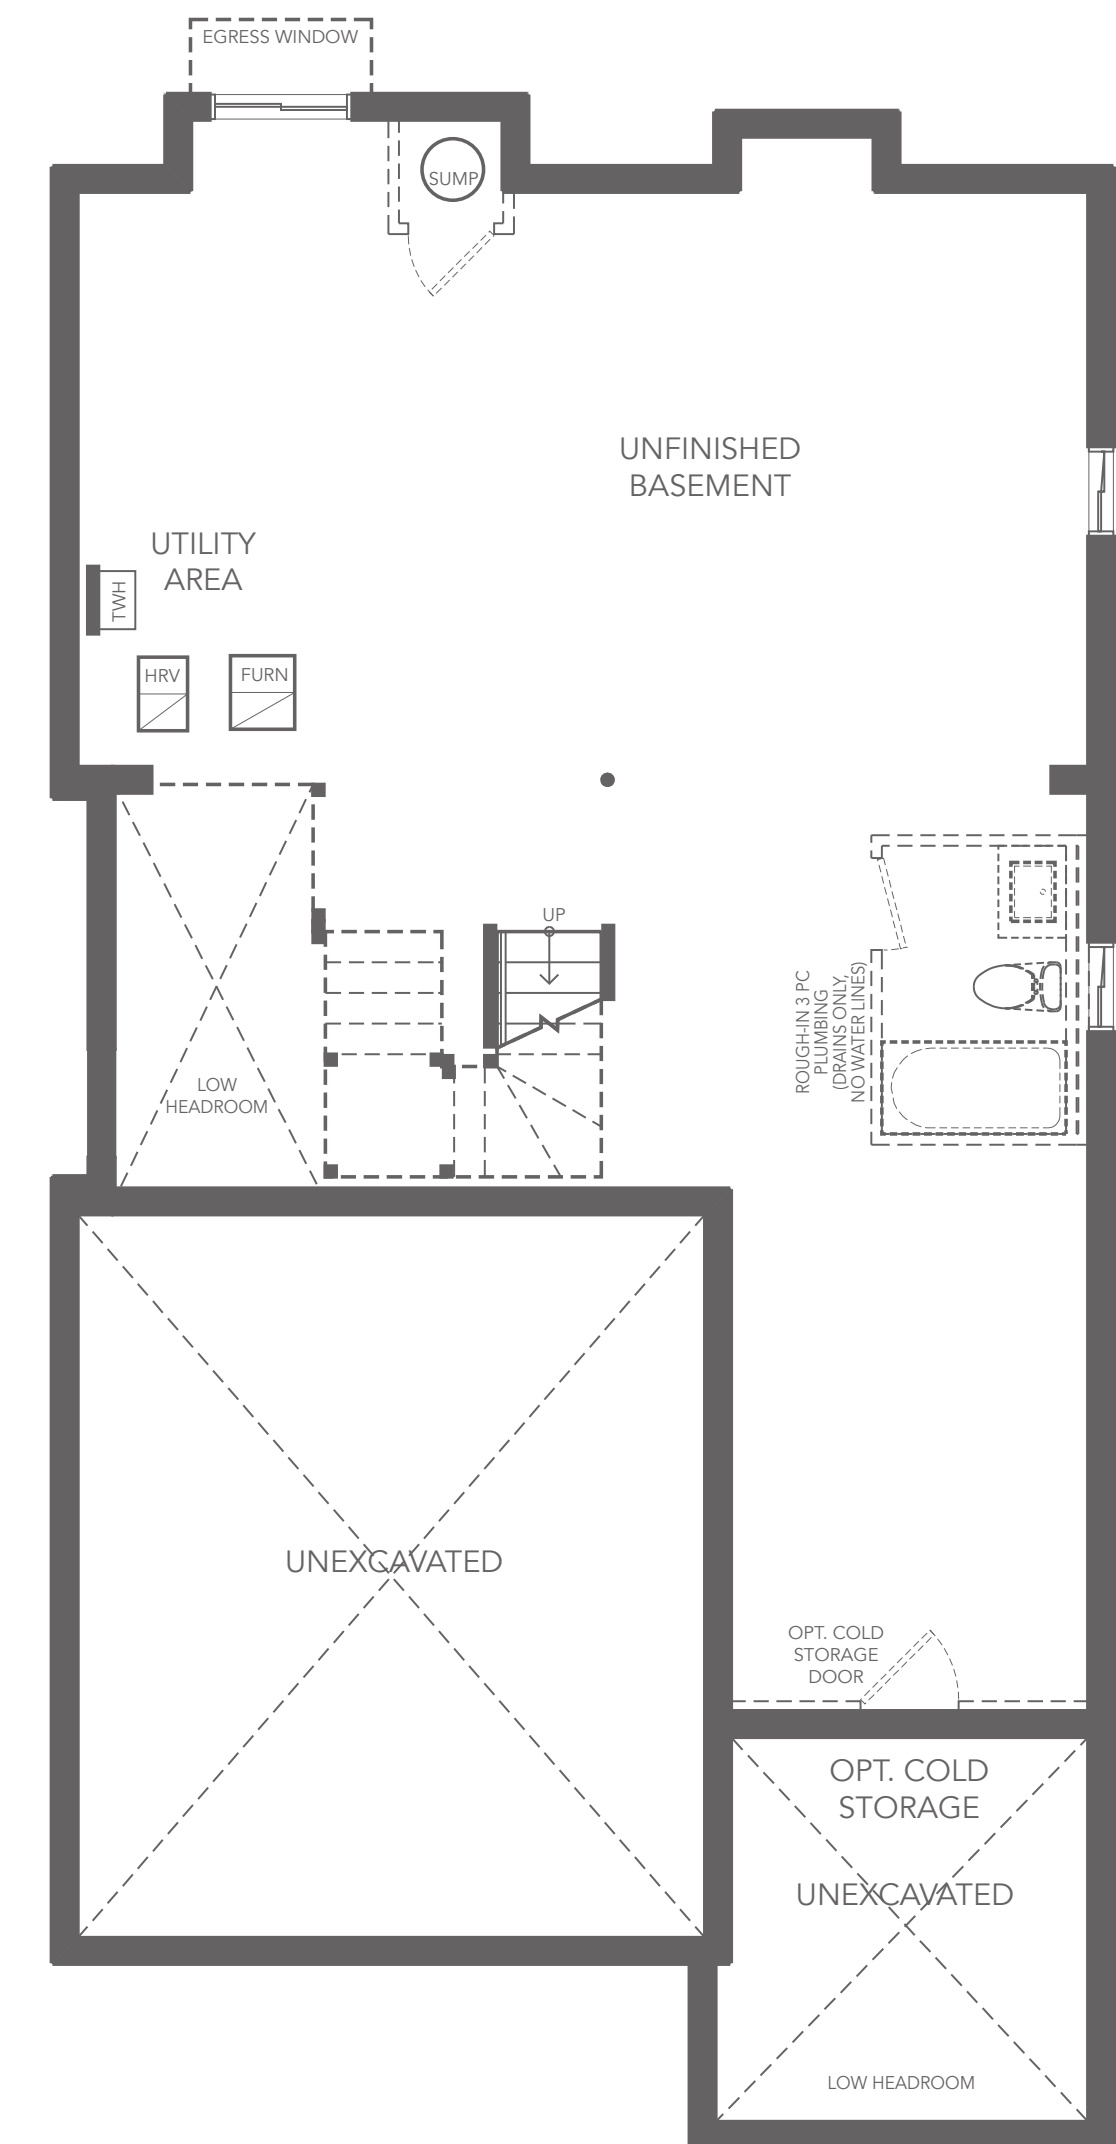 EGRESS WINDOW
SUMP
UNFINISHED
BASEMENT
UTILITY
AREA
TWH
HRV
FURN
UP
ROUGH-IN 3 PC
PLUMBING
(DRAINS ONLY,
NO WATER LINES)
LOW
HEADROOM
UNEXCAVATED
OPT. COLD
STORAGE
DOOR
OPT. COLD
STORAGE
UNEXCAVATED
LOW HEADROOM